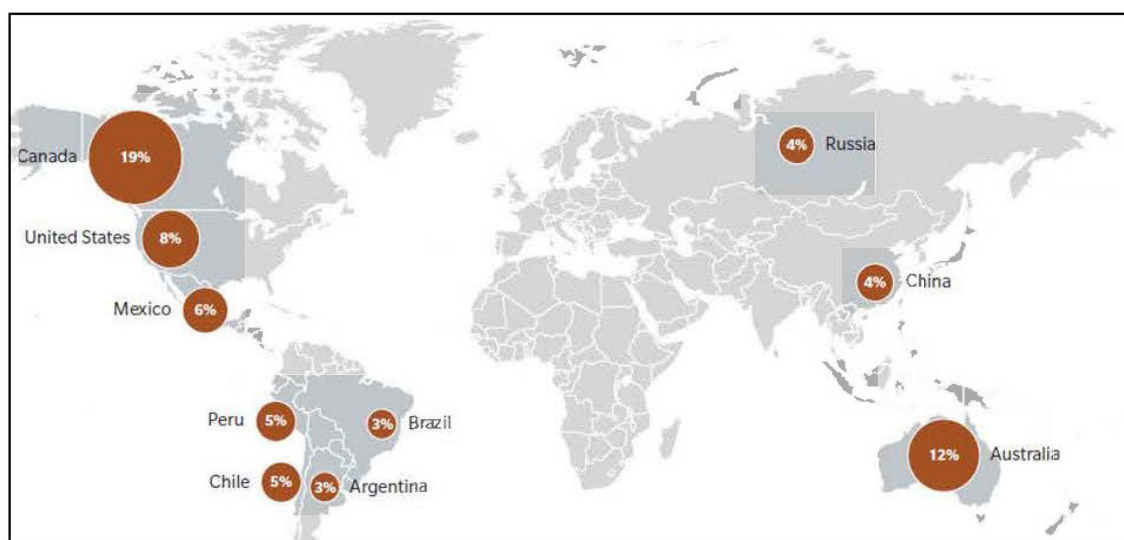 Canada 19%
4% Russia
United States 8%
4% China
Mexico 6%
Peru 5%
3% Brazil
12% Australia
Chile 5%
3% Argentina